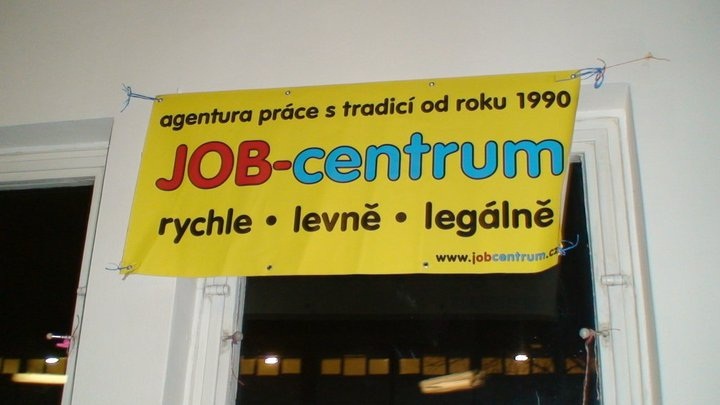 agentura práce s tradicí od roku 1990
JOB-centrum
rychle • levně • legálně
www.jobcentrum.cz